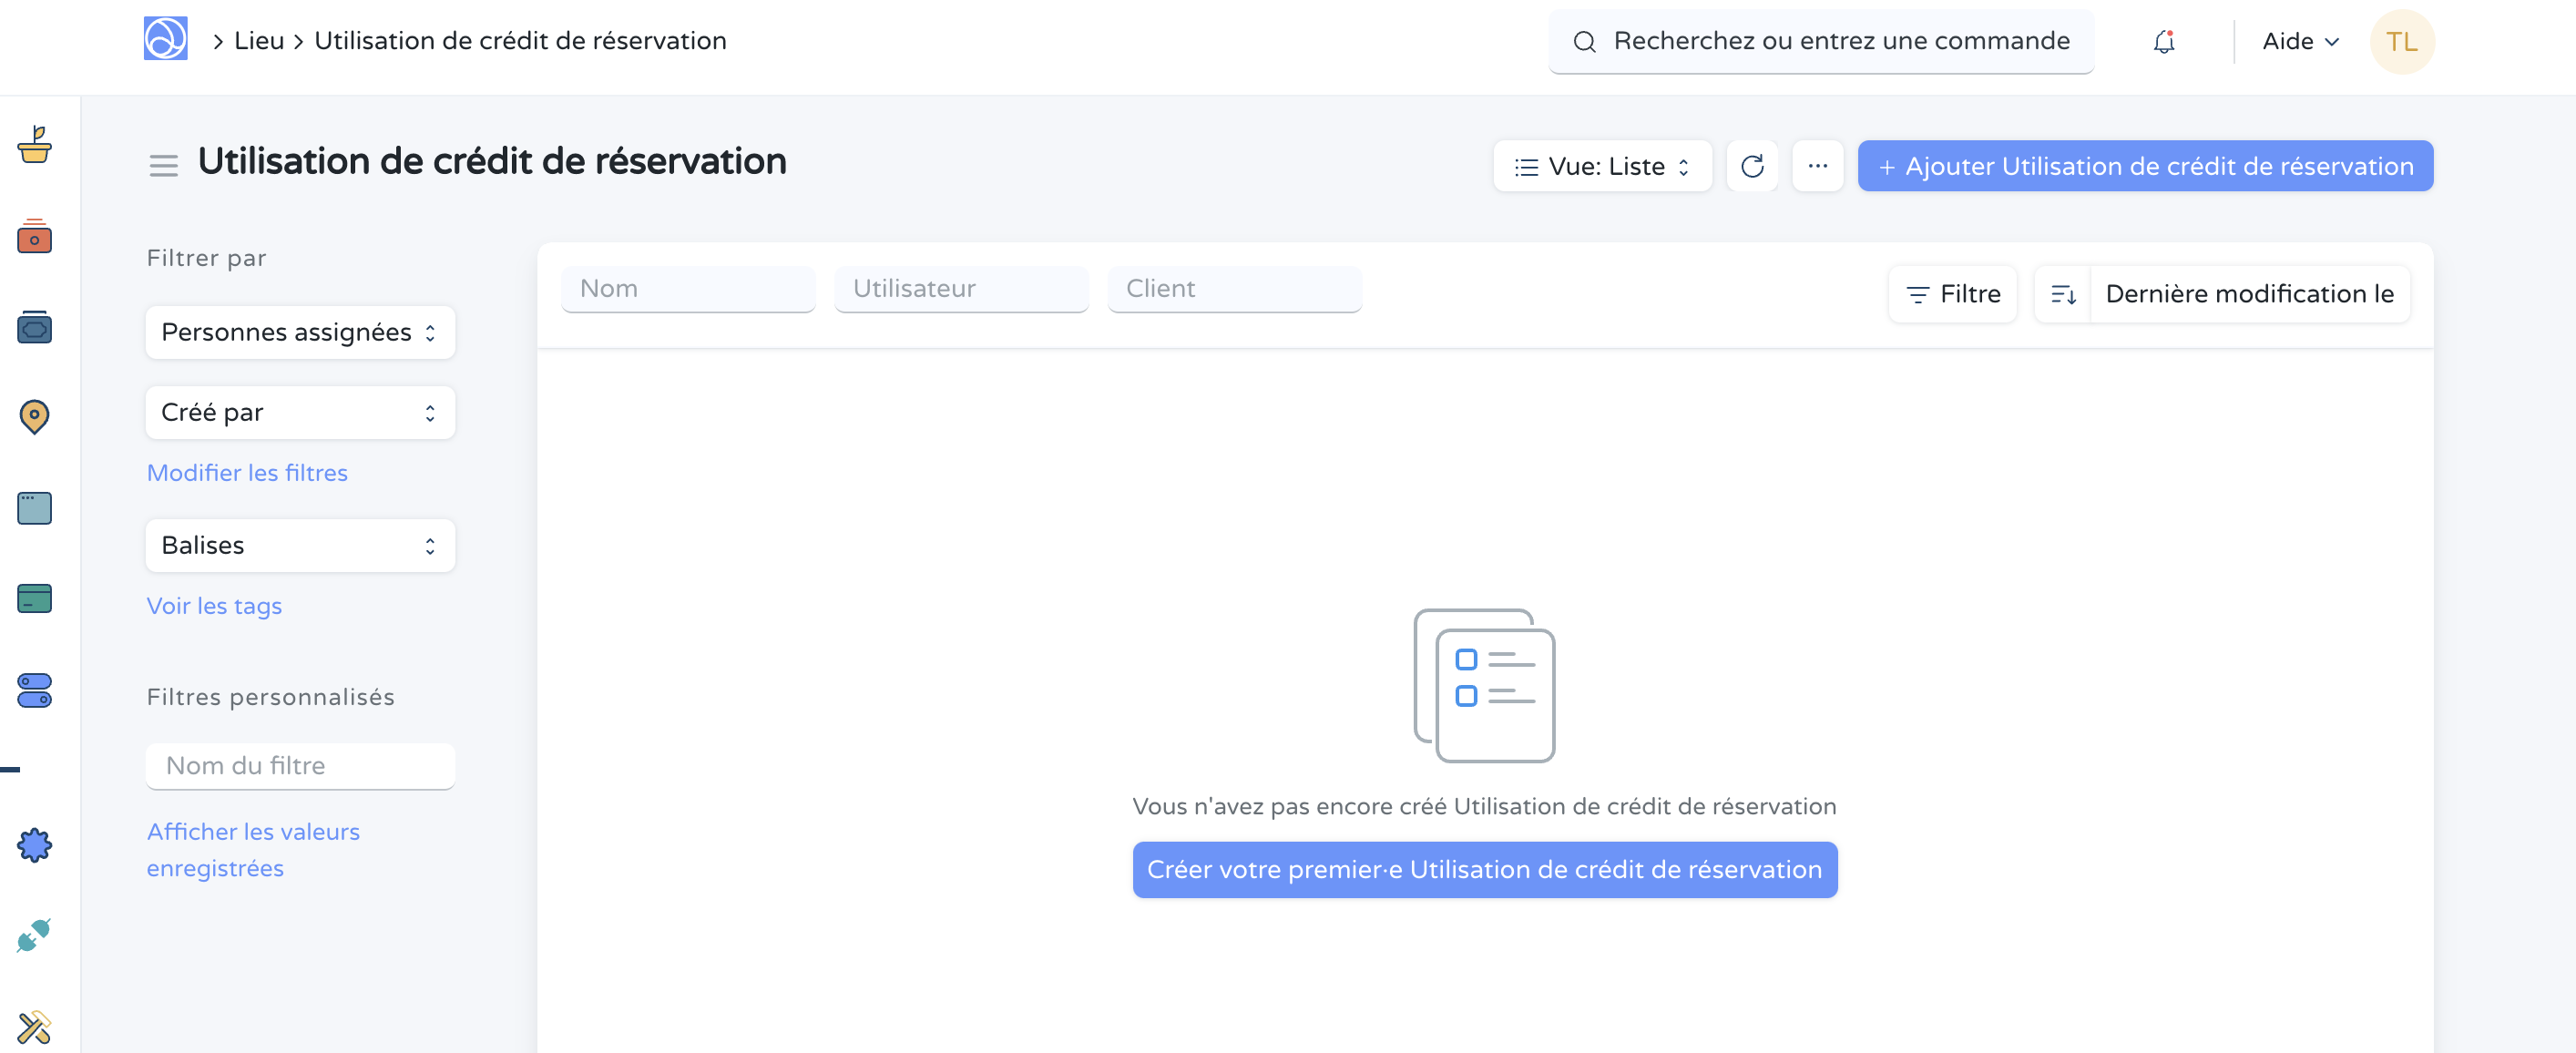 Lieu
Utilisation de crédit de réservation
Recherchez ou entrez une commande
Aide
TL
Utilisation de crédit de réservation
Vue: Liste
+ Ajouter Utilisation de crédit de réservation
Filtrer par
Personnes assignées
Créé par
Modifier les filtres
Balises
Voir les tags
Filtres personnalisés
Nom du filtre
Afficher les valeurs
enregistrées
Nom
Utilisateur
Client
Filtre
Dernière modification le
Vous n'avez pas encore créé Utilisation de crédit de réservation
Créer votre premier·e Utilisation de crédit de réservation